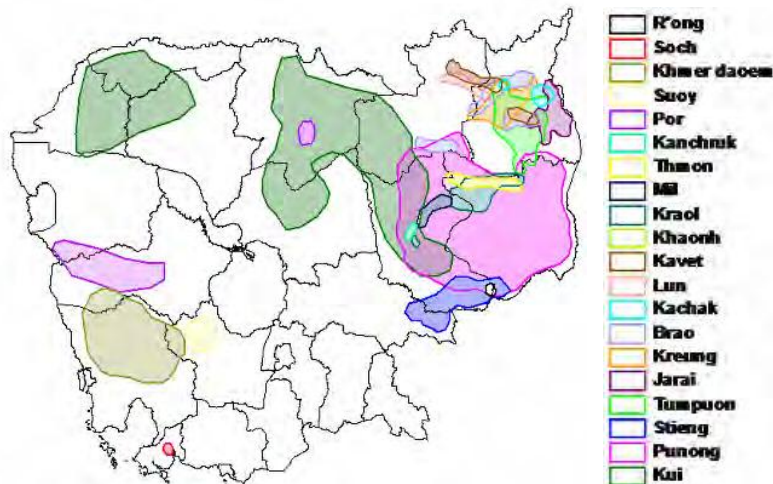 R'ong
Soch
Khmer daoem
Suoy
Por
Kanchruk
Thmon
Mil
Kraol
Khaonh
Kavet
Lun
Kachak
Brao
Kreung
Jarai
Tumpuon
Stieng
Punong
Kui